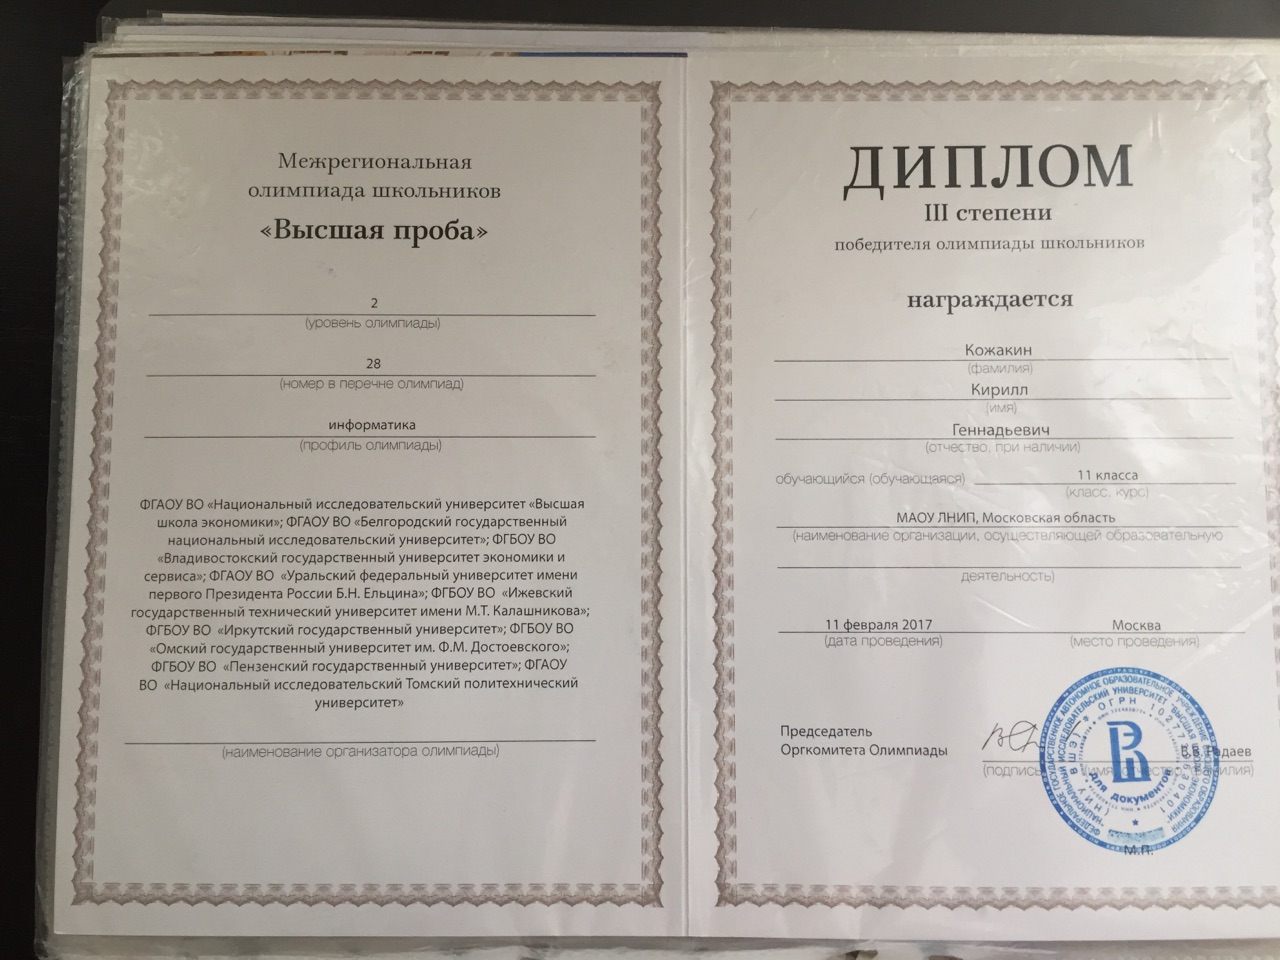 Межрегиональная
олимпиада школьников
«Высшая проба»
2
(уровень олимпиады)
28
(номер в перечне олимпиад)
информатика
(профиль олимпиады)
ФГАОУ ВО «Национальный исследовательский университет «Высшая
школа экономики»; ФГАОУ ВО «Белгородский государственный
национальный исследовательский университет»; ФГБОУ ВО
«Владивостокский государственный университет экономики и
сервиса»; ФГАОУ ВО «Уральский федеральный университет имени
первого Президента России Б.Н. Ельцина»; ФГБОУ ВО «Ижевский
государственный технический университет имени М.Т. Калашникова»;
ФГБОУ ВО «Иркутский государственный университет»; ФГБОУ ВО
«Омский государственный университет им. Ф.М. Достоевского»;
ФГБОУ ВО «Пензенский государственный университет»; ФГАОУ
ВО «Национальный исследовательский Томский политехнический
университет»
(наименование организатора олимпиады)
ДИПЛОМ
III степени
победителя олимпиады школьников
награждается
Кожакин
(фамилия)
Кирилл
(имя)
Геннадьевич
(отчество, при наличии)
обучающийся (обучающаяся) 11 класса
(класс, курс)
МАОУ ЛНИП, Московская область
(наименование организации, осуществляющей образовательную
деятельность)
11 февраля 2017 Москва
(дата проведения) (место проведения)
Председатель
Оргкомитета Олимпиады В.В. Радаев
(подпись) (имя, отчество, фамилия)
для документов
М.П.